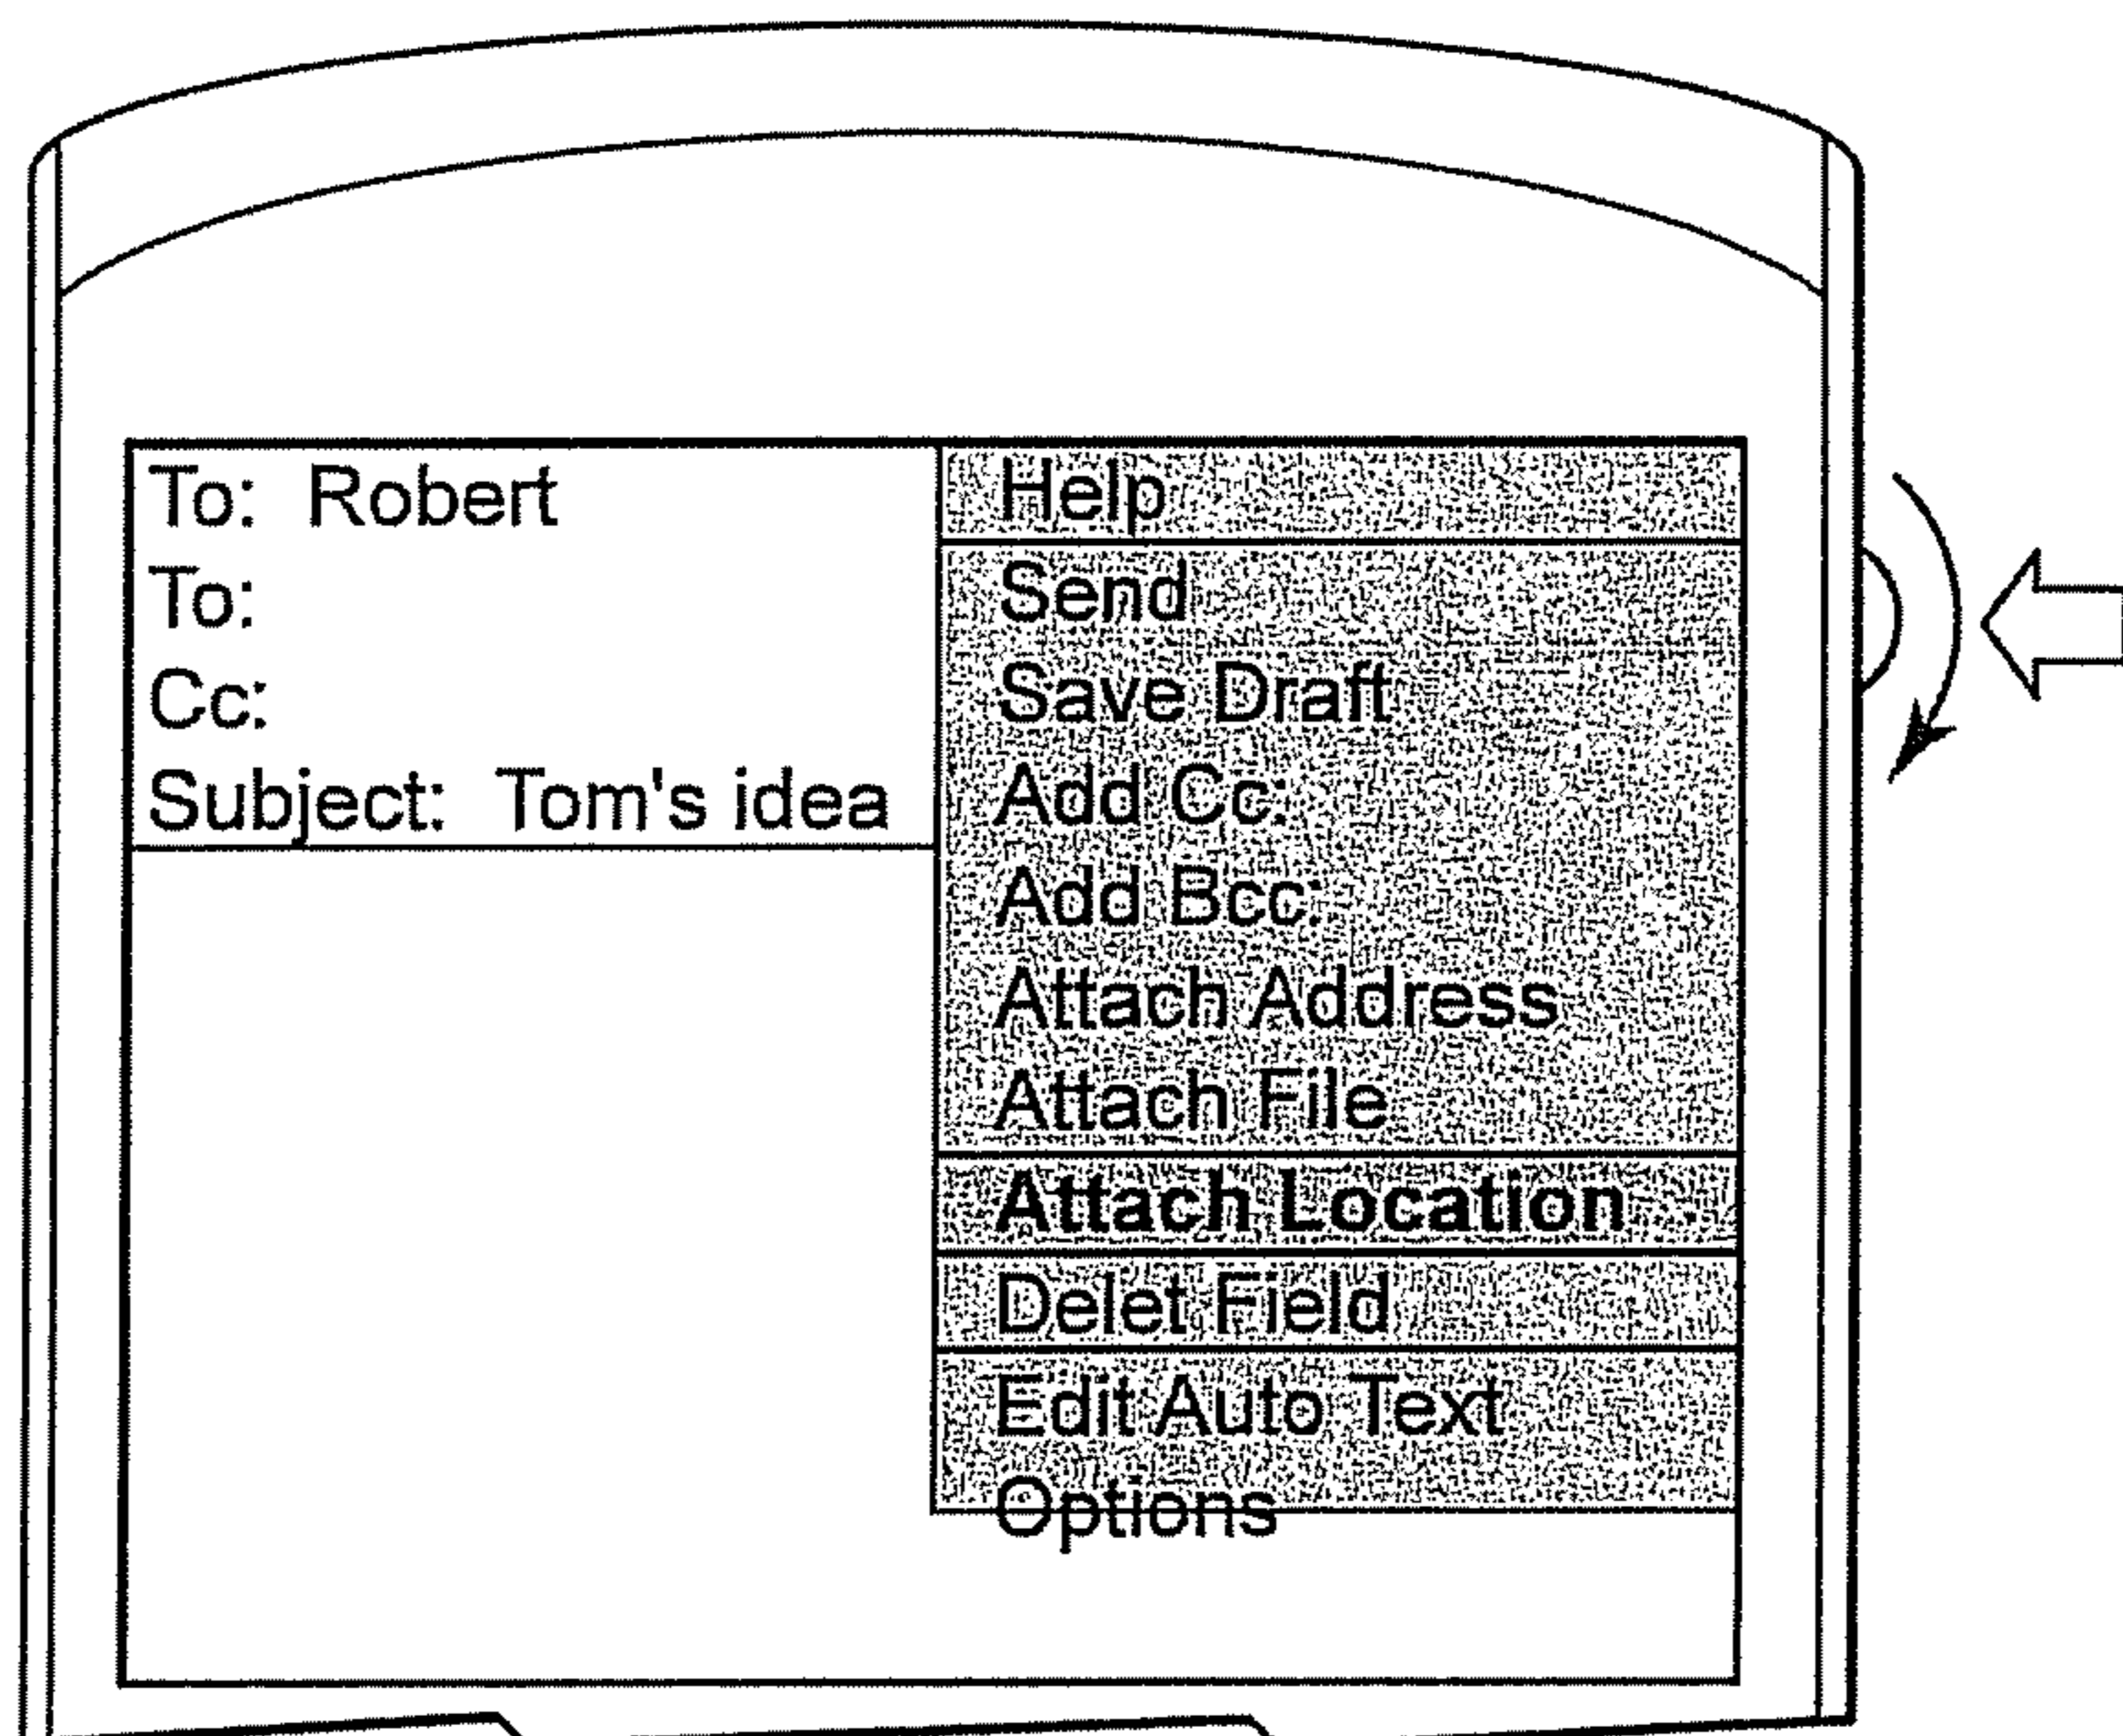 To: Robert
To:
Cc:
Subject: Tom's idea
Help
Send
Save Draft
Add Cc:
Add Bcc:
Attach Address
Attach File
Attach Location
Delet Field
Edit Auto Text
Options